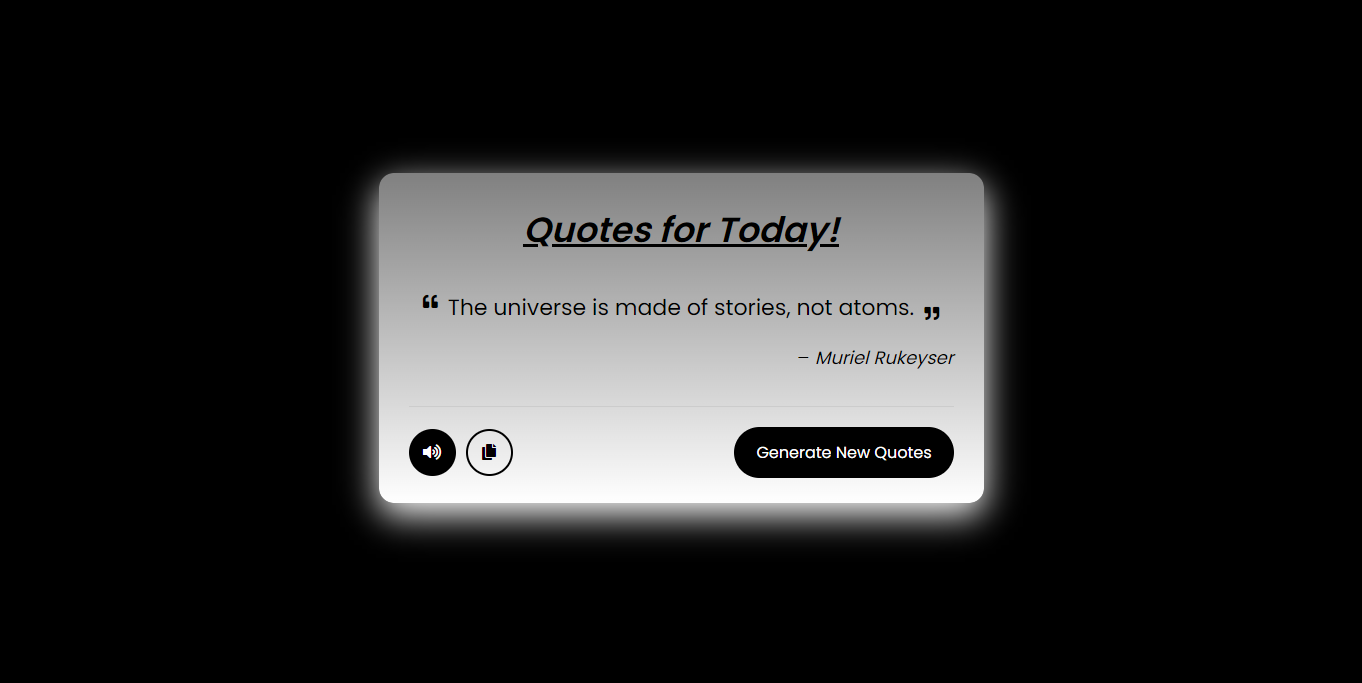 Quotes for Today!
“ The universe is made of stories, not atoms. ”
– Muriel Rukeyser
Generate New Quotes